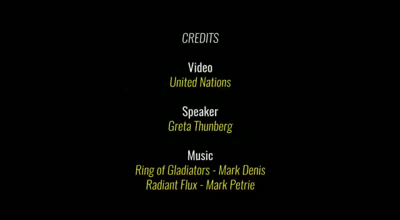 CREDITS
Video
United Nations
Speaker
Greta Thunberg
Music
Ring of Gladiators - Mark Denis
Radiant Flux - Mark Petrie